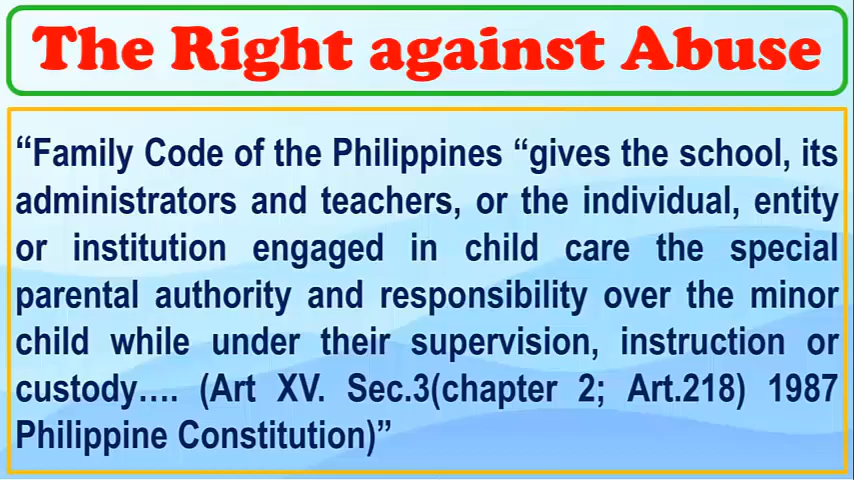 The Right against Abuse
“Family Code of the Philippines “gives the school, its
administrators and teachers, or the individual, entity
or institution engaged in child care the special
parental authority and responsibility over the minor
child while under their supervision, instruction or
custody…. (Art XV. Sec.3(chapter 2; Art.218) 1987
Philippine Constitution)”